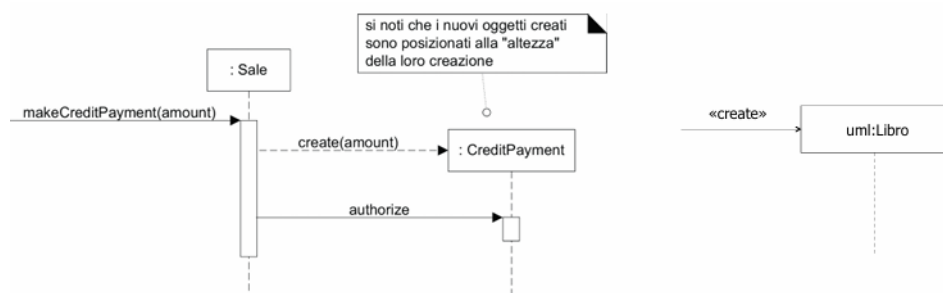 si noti che i nuovi oggetti creati
sono posizionati alla "altezza"
della loro creazione
: Sale
makeCreditPayment(amount)
«create»
uml:Libro
create(amount)
: CreditPayment
authorize